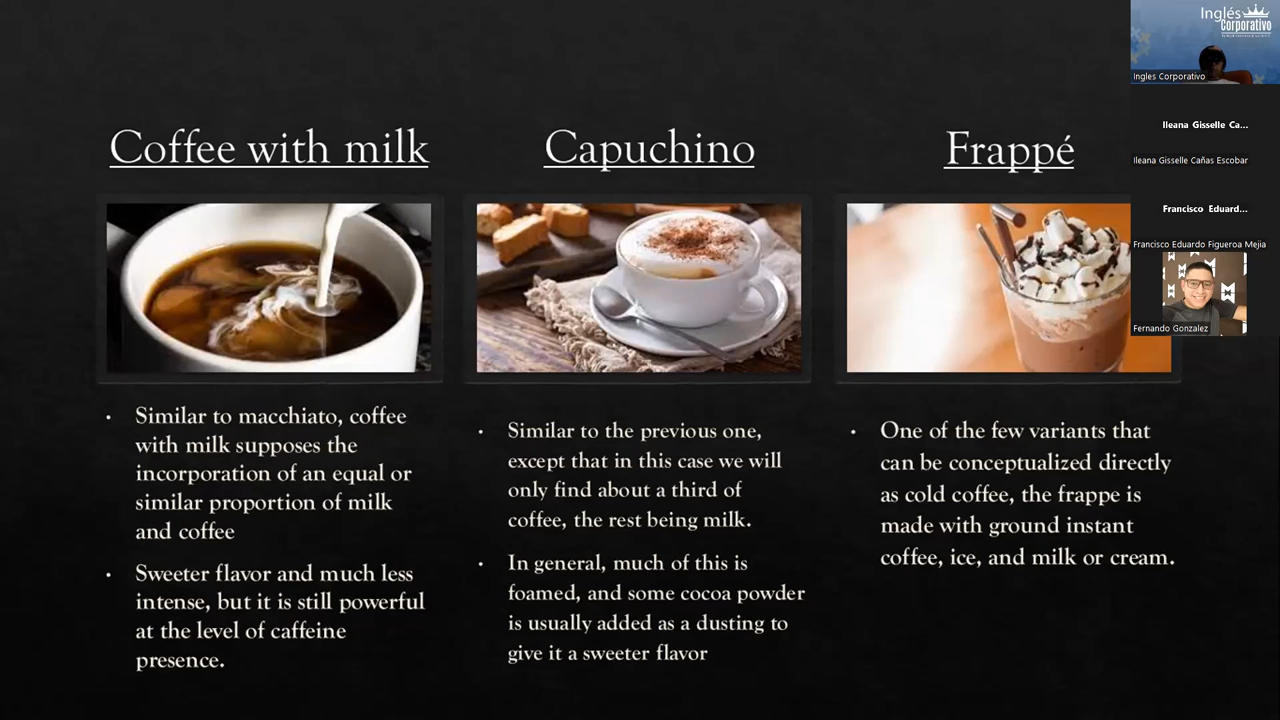 Coffee with milk
Similar to macchiato, coffee
with milk supposes the
incorporation of an equal or
similar proportion of milk
and coffee
Sweeter flavor and much less
intense, but it is still powerful
at the level of caffeine
presence.
Capuchino
Similar to the previous one,
except that in this case we will
only find about a third of
coffee, the rest being milk.
In general, much of this is
foamed, and some cocoa powder
is usually added as a dusting to
give it a sweeter flavor
Frappé
One of the few variants that
can be conceptualized directly
as cold coffee, the frappe is
made with ground instant
coffee, ice, and milk or cream.
Inglés
Corporativo
Ingles Corporativo
Ileana Gisselle Ca...
Ileana Gisselle Cañas Escobar
Francisco Eduard...
Francisco Eduardo Figueroa Mejia
Fernando Gonzalez